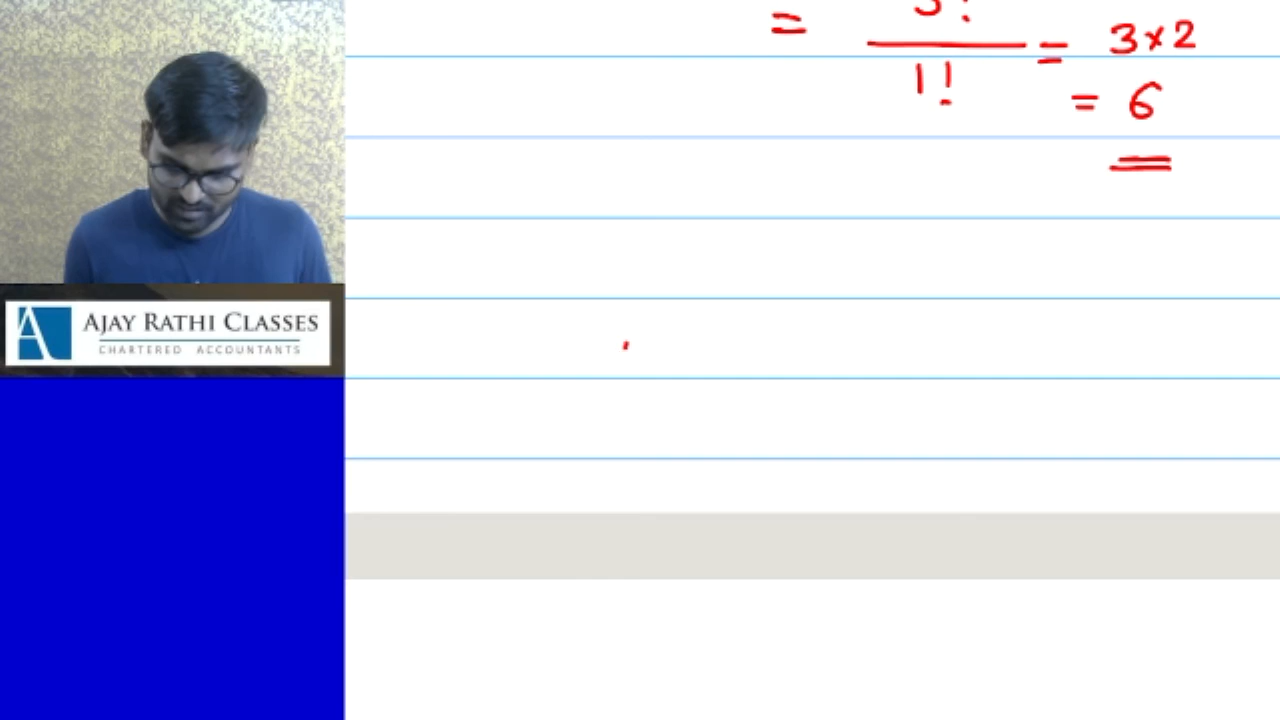 = 3! / 1! = 3×2
= 6
AJAY RATHI CLASSES
CHARTERED ACCOUNTANTS